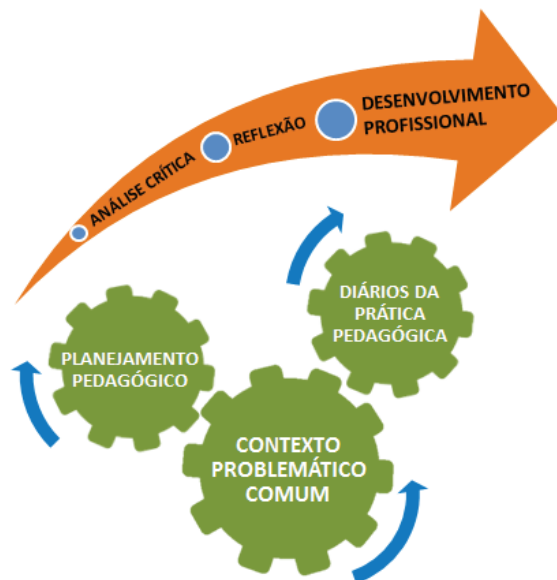 ANÁLISE CRÍTICA
REFLEXÃO
DESENVOLVIMENTO
PROFISSIONAL
PLANEJAMENTO
PEDAGÓGICO
DIÁRIOS DA
PRÁTICA
PEDAGÓGICA
CONTEXTO
PROBLEMÁTICO
COMUM